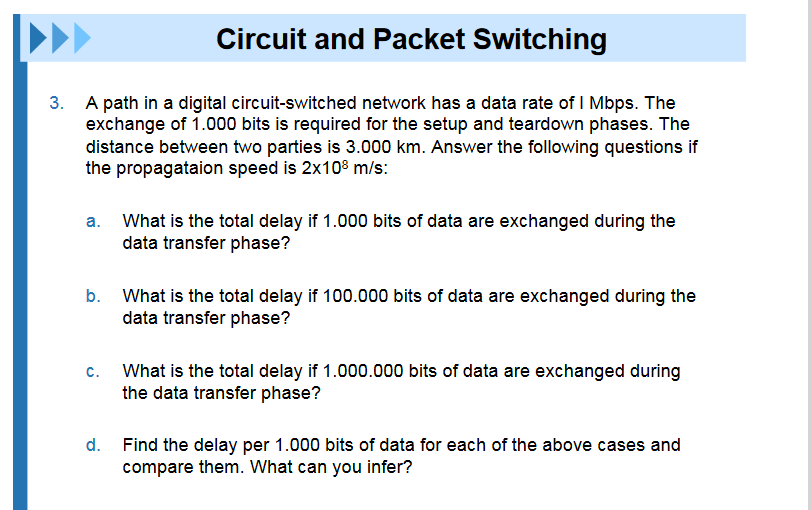 Circuit and Packet Switching
3. A path in a digital circuit-switched network has a data rate of I Mbps. The
exchange of 1.000 bits is required for the setup and teardown phases. The
distance between two parties is 3.000 km. Answer the following questions if
the propagataion speed is 2x10⁸ m/s:
a. What is the total delay if 1.000 bits of data are exchanged during the
data transfer phase?
b. What is the total delay if 100.000 bits of data are exchanged during the
data transfer phase?
c. What is the total delay if 1.000.000 bits of data are exchanged during
the data transfer phase?
d. Find the delay per 1.000 bits of data for each of the above cases and
compare them. What can you infer?